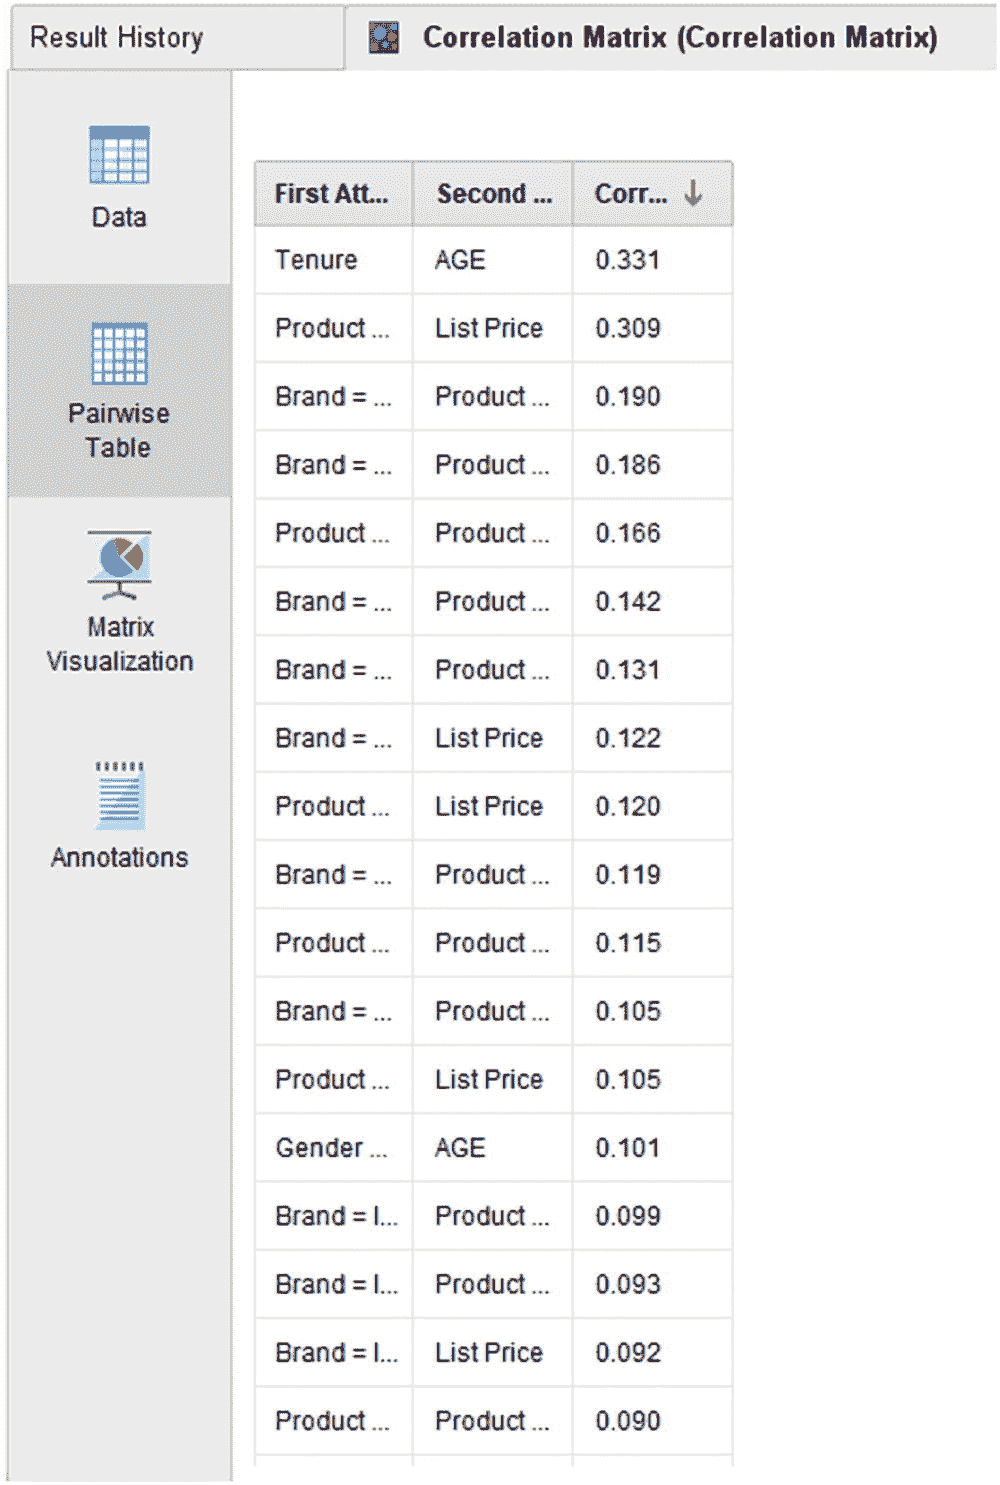 Result History
Correlation Matrix (Correlation Matrix)
Data
Pairwise
Table
Matrix
Visualization
Annotations
First Att... Second ... Corr...
Tenure AGE 0.331
Product ... List Price 0.309
Brand = ... Product ... 0.190
Brand = ... Product ... 0.186
Product ... Product ... 0.166
Brand = ... Product ... 0.142
Brand = ... Product ... 0.131
Brand = ... List Price 0.122
Product ... List Price 0.120
Brand = ... Product ... 0.119
Product ... Product ... 0.115
Brand = ... Product ... 0.105
Product ... List Price 0.105
Gender ... AGE 0.101
Brand = I... Product ... 0.099
Brand = I... Product ... 0.093
Brand = I... List Price 0.092
Product ... Product ... 0.090